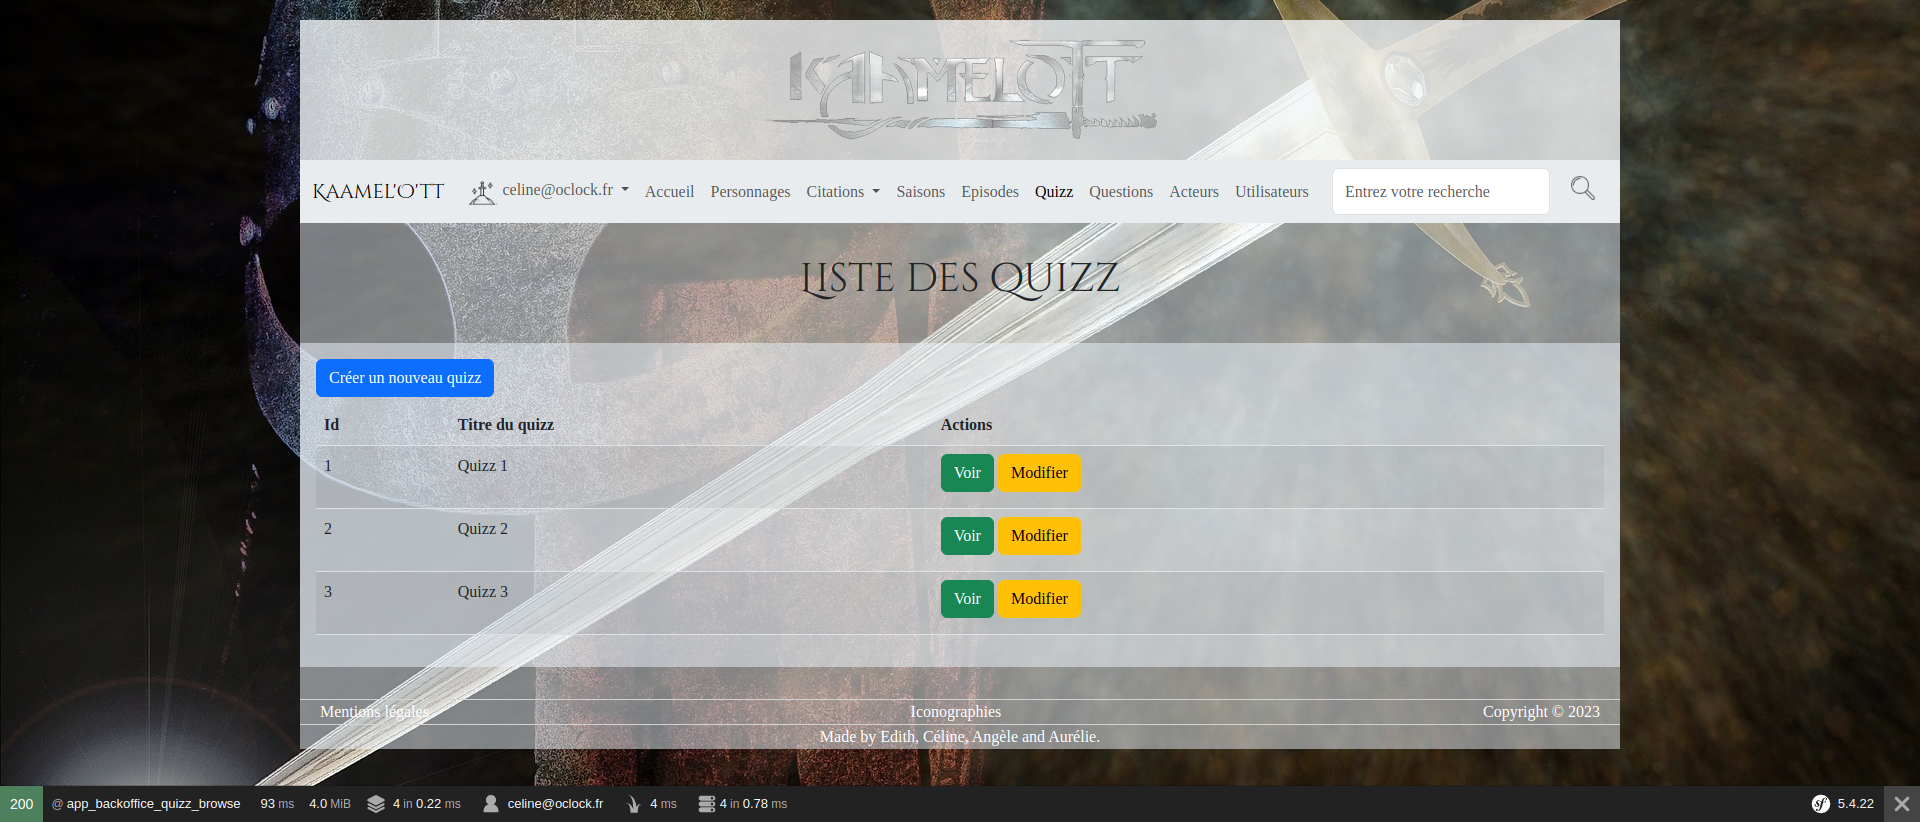 KAAMELOTT
KAAMEL'O'TT celine@oclock.fr Accueil Personnages Citations Saisons Episodes Quizz Questions Acteurs Utilisateurs Entrez votre recherche
LISTE DES QUIZZ
Créer un nouveau quizz
Id Titre du quizz Actions
1 Quizz 1 Voir Modifier
2 Quizz 2 Voir Modifier
3 Quizz 3 Voir Modifier
Mentions légales Iconographies Copyright © 2023
Made by Edith, Céline, Angèle and Aurélie.
200 @ app_backoffice_quizz_browse 93 ms 4.0 MiB 4 in 0.22 ms celine@oclock.fr 4 ms 4 in 0.78 ms sf 5.4.22